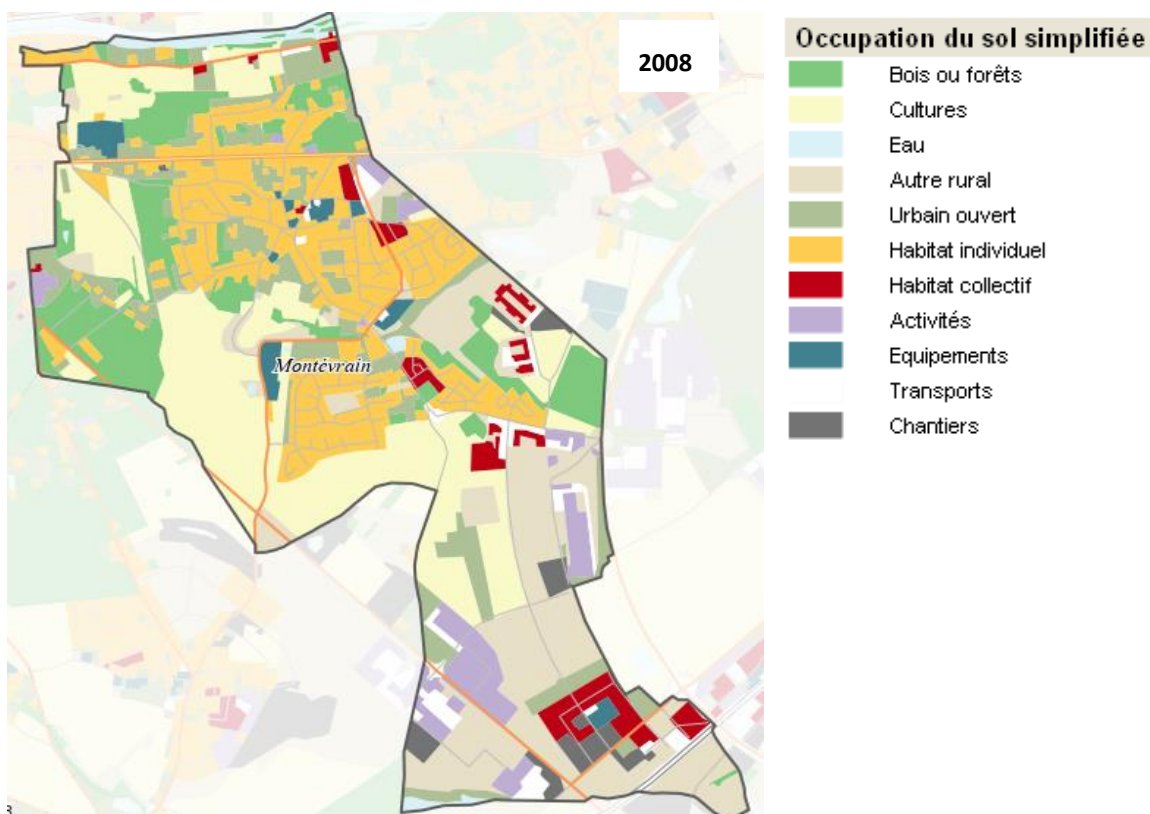 2008
Occupation du sol simplifiée
Bois ou forêts
Cultures
Eau
Autre rural
Urbain ouvert
Habitat individuel
Habitat collectif
Activités
Equipements
Transports
Chantiers
Montévrain